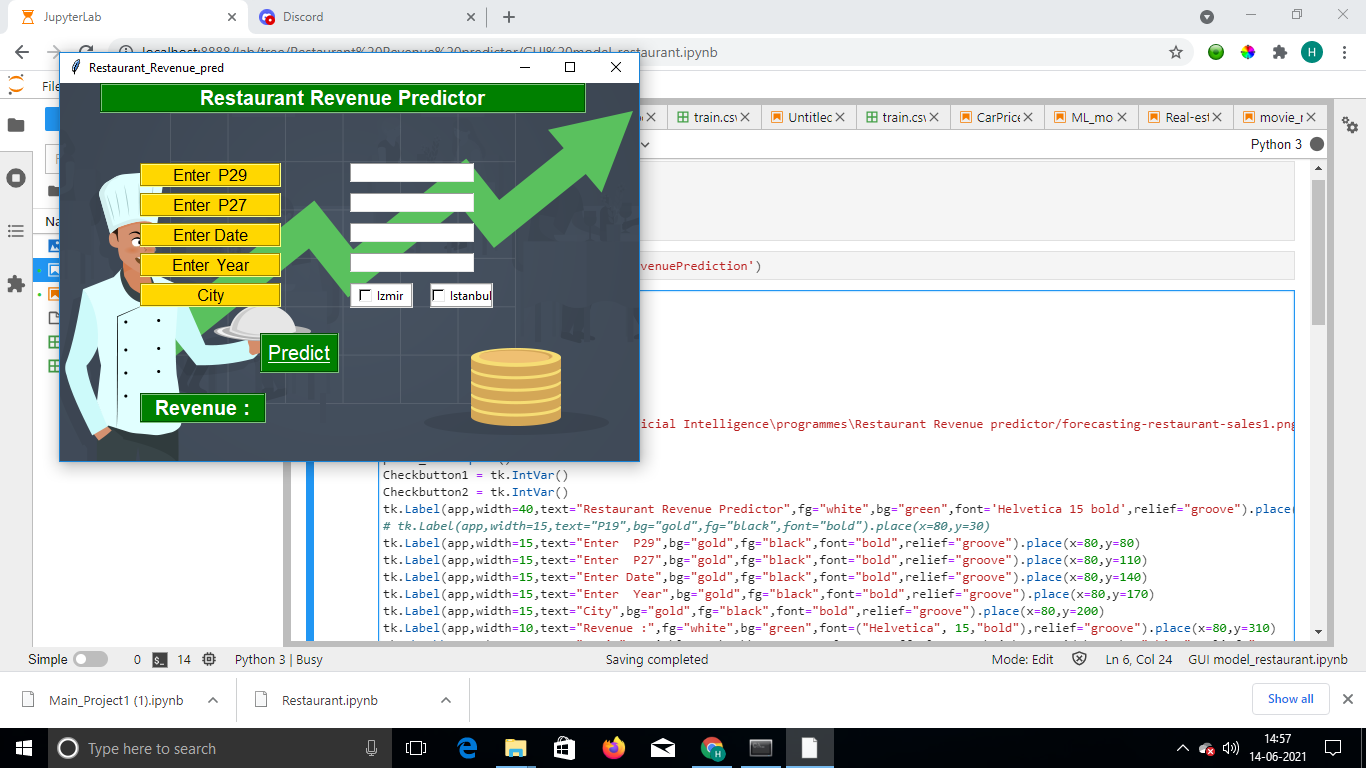 JupyterLab
Discord
localhost:8888/lab/tree/Restaurant%20Revenue%20predictor/GUI%20model_restaurant.ipynb
H
Restaurant_Revenue_pred
File
Restaurant Revenue Predictor
train.csv
Untitled
train.csv
CarPrice
ML_mo
Real-est
movie_r
Python 3
Enter P29
Enter P27
Enter Date
Enter Year
City
Izmir
Istanbul
Predict
Revenue :
Na
venuePrediction')
icial Intelligence\programmes\Restaurant Revenue predictor/forecasting-restaurant-sales1.png
Checkbutton1 = tk.IntVar()
Checkbutton2 = tk.IntVar()
tk.Label(app,width=40,text="Restaurant Revenue Predictor",fg="white",bg="green",font='Helvetica 15 bold',relief="groove").place(
# tk.Label(app,width=15,text="P19",bg="gold",fg="black",font="bold").place(x=80,y=30)
tk.Label(app,width=15,text="Enter  P29",bg="gold",fg="black",font="bold",relief="groove").place(x=80,y=80)
tk.Label(app,width=15,text="Enter  P27",bg="gold",fg="black",font="bold",relief="groove").place(x=80,y=110)
tk.Label(app,width=15,text="Enter Date",bg="gold",fg="black",font="bold",relief="groove").place(x=80,y=140)
tk.Label(app,width=15,text="Enter  Year",bg="gold",fg="black",font="bold",relief="groove").place(x=80,y=170)
tk.Label(app,width=15,text="City",bg="gold",fg="black",font="bold",relief="groove").place(x=80,y=200)
tk.Label(app,width=10,text="Revenue :",fg="white",bg="green",font=("Helvetica", 15,"bold"),relief="groove").place(x=80,y=310)
Simple
0
14
Python 3 | Busy
Saving completed
Mode: Edit
Ln 6, Col 24
GUI model_restaurant.ipynb
Main_Project1 (1).ipynb
Restaurant.ipynb
Show all
Type here to search
14:57
14-06-2021